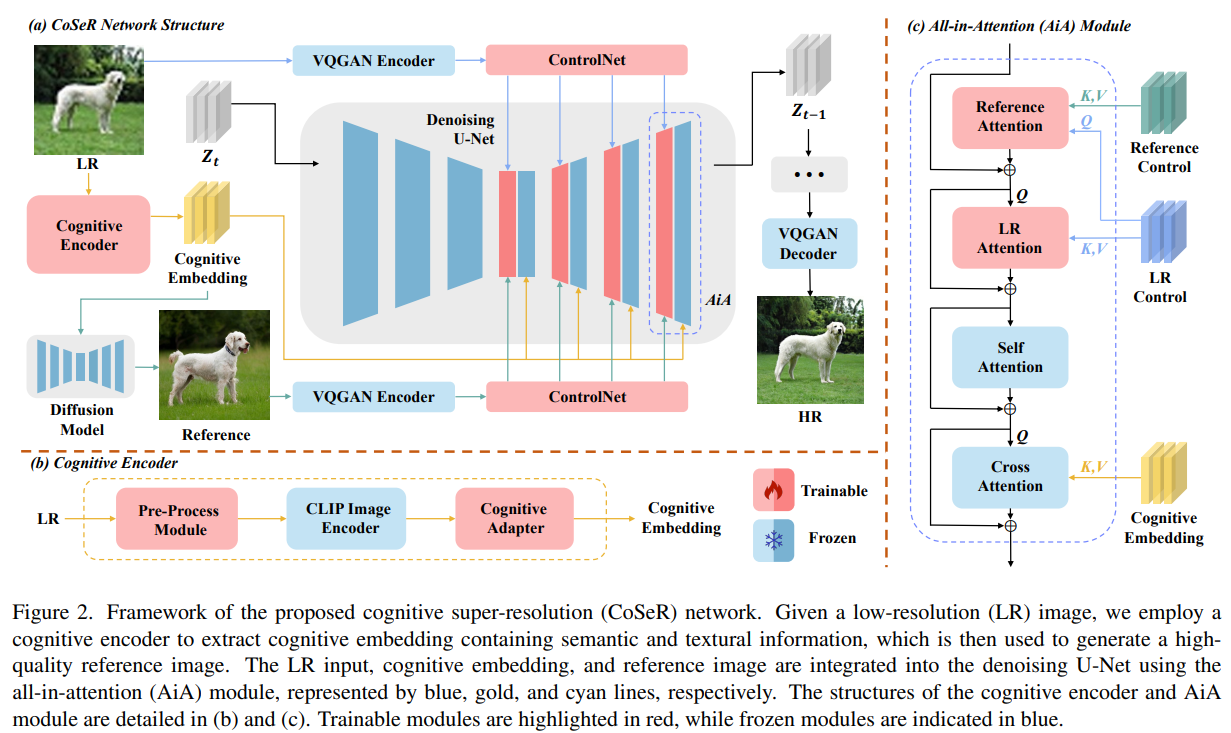 (a) CoSeR Network Structure
LR
VQGAN Encoder
ControlNet
Z_t
Denoising
U-Net
Z_{t−1}
• • •
Cognitive
Encoder
Cognitive
Embedding
VQGAN
Decoder
AiA
Diffusion
Model
Reference
VQGAN Encoder
ControlNet
HR
(b) Cognitive Encoder
LR
Pre-Process
Module
CLIP Image
Encoder
Cognitive
Adapter
Cognitive
Embedding
Trainable
Frozen
(c) All-in-Attention (AiA) Module
Reference
Attention
K,V
Q
Reference
Control
Q
LR
Attention
K,V
LR
Control
Self
Attention
Q
Cross
Attention
K,V
Cognitive
Embedding
Figure 2. Framework of the proposed cognitive super-resolution (CoSeR) network. Given a low-resolution (LR) image, we employ a
cognitive encoder to extract cognitive embedding containing semantic and textural information, which is then used to generate a high-
quality reference image. The LR input, cognitive embedding, and reference image are integrated into the denoising U-Net using the
all-in-attention (AiA) module, represented by blue, gold, and cyan lines, respectively. The structures of the cognitive encoder and AiA
module are detailed in (b) and (c). Trainable modules are highlighted in red, while frozen modules are indicated in blue.